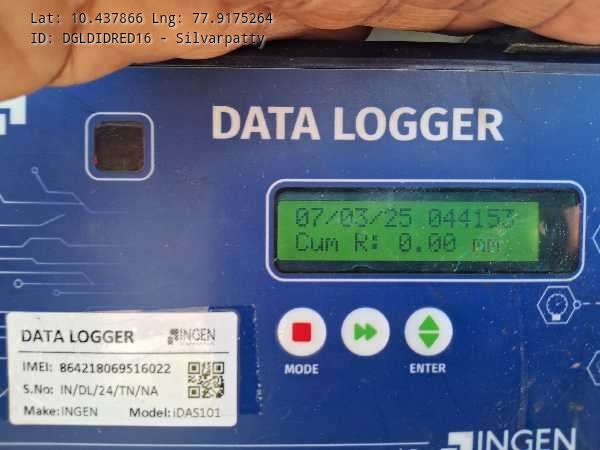 Lat: 10.437866 Lng: 77.9175264
ID: DGLDIDRED16 - Silvarpatty
DATA LOGGER
07/03/25 044153
Cum R: 0.00 mm
DATA LOGGER
INGEN
IMEI: 864218069516022
S.No: IN/DL/24/TN/NA
Make: INGEN Model: iDAS101
MODE
ENTER
INGEN